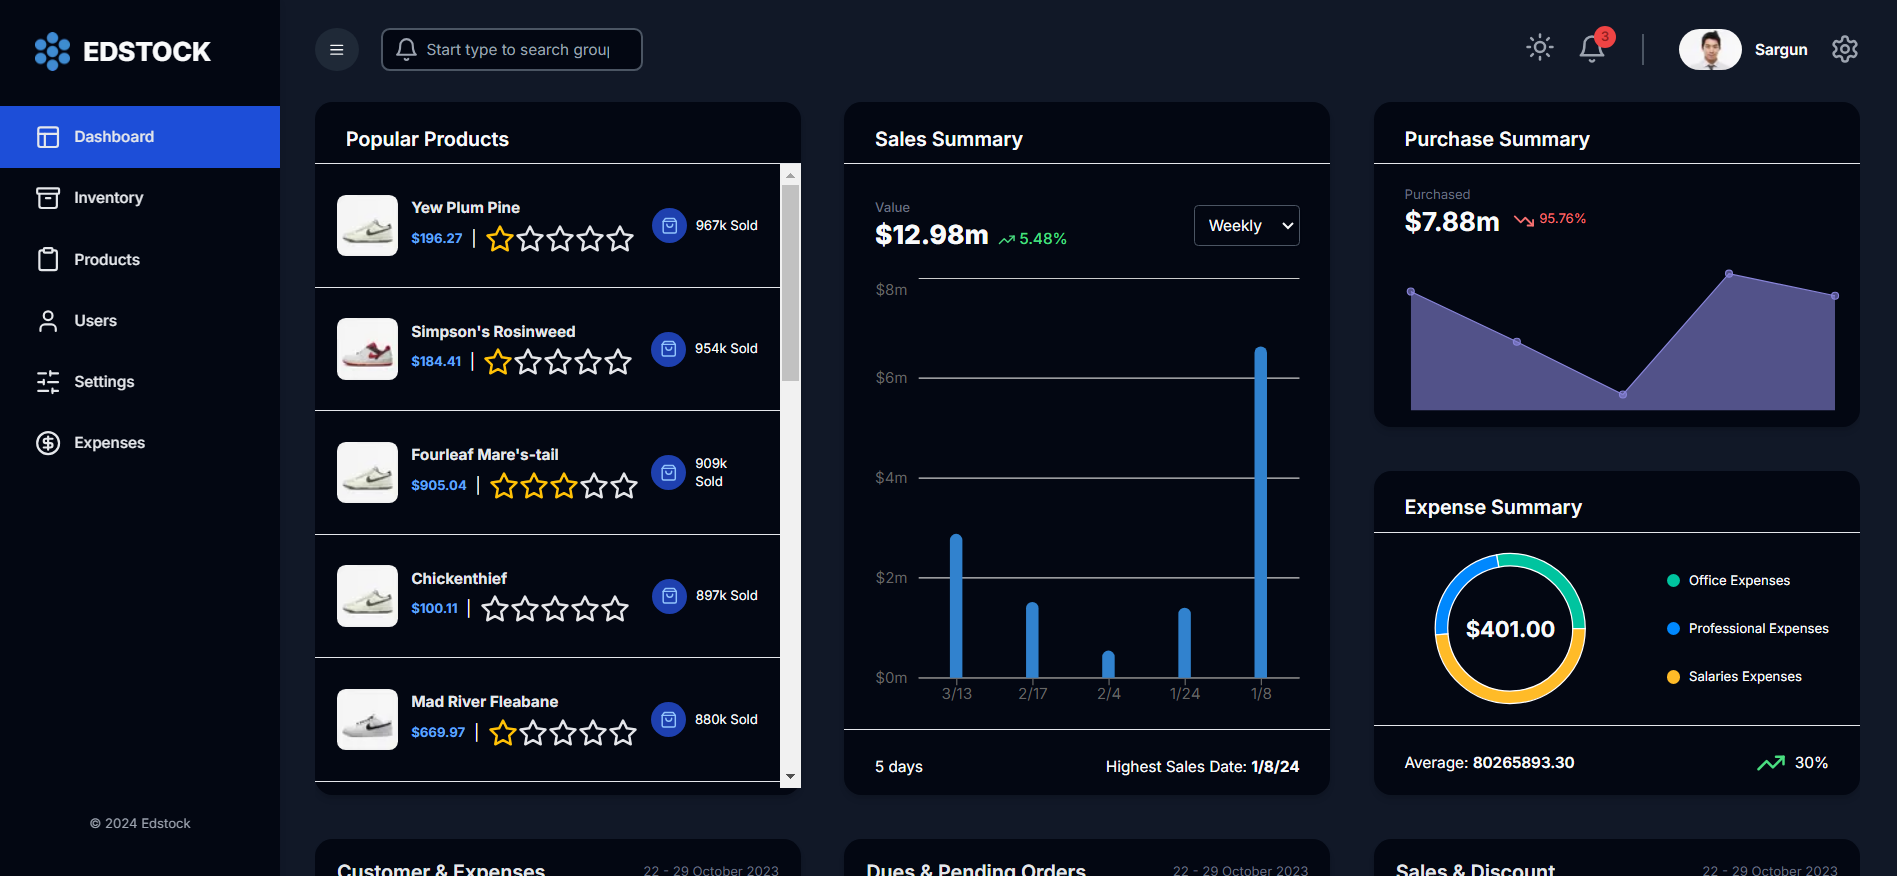 EDSTOCK
Dashboard
Inventory
Products
Users
Settings
Expenses
© 2024 Edstock
Start type to search grou
3
Sargun
Popular Products
Yew Plum Pine
$196.27 |
967k Sold
Simpson's Rosinweed
$184.41 |
954k Sold
Fourleaf Mare's-tail
$905.04 |
909k
Sold
Chickenthief
$100.11 |
897k Sold
Mad River Fleabane
$669.97 |
880k Sold
Sales Summary
Value
$12.98m 5.48%
Weekly
$8m
$6m
$4m
$2m
$0m
3/13 2/17 2/4 1/24 1/8
5 days
Highest Sales Date: 1/8/24
Purchase Summary
Purchased
$7.88m 95.76%
Expense Summary
$401.00
Office Expenses
Professional Expenses
Salaries Expenses
Average: 80265893.30
30%
Customer & Expenses
22 - 29 October 2023
Dues & Pending Orders
22 - 29 October 2023
Sales & Discount
22 - 29 October 2023